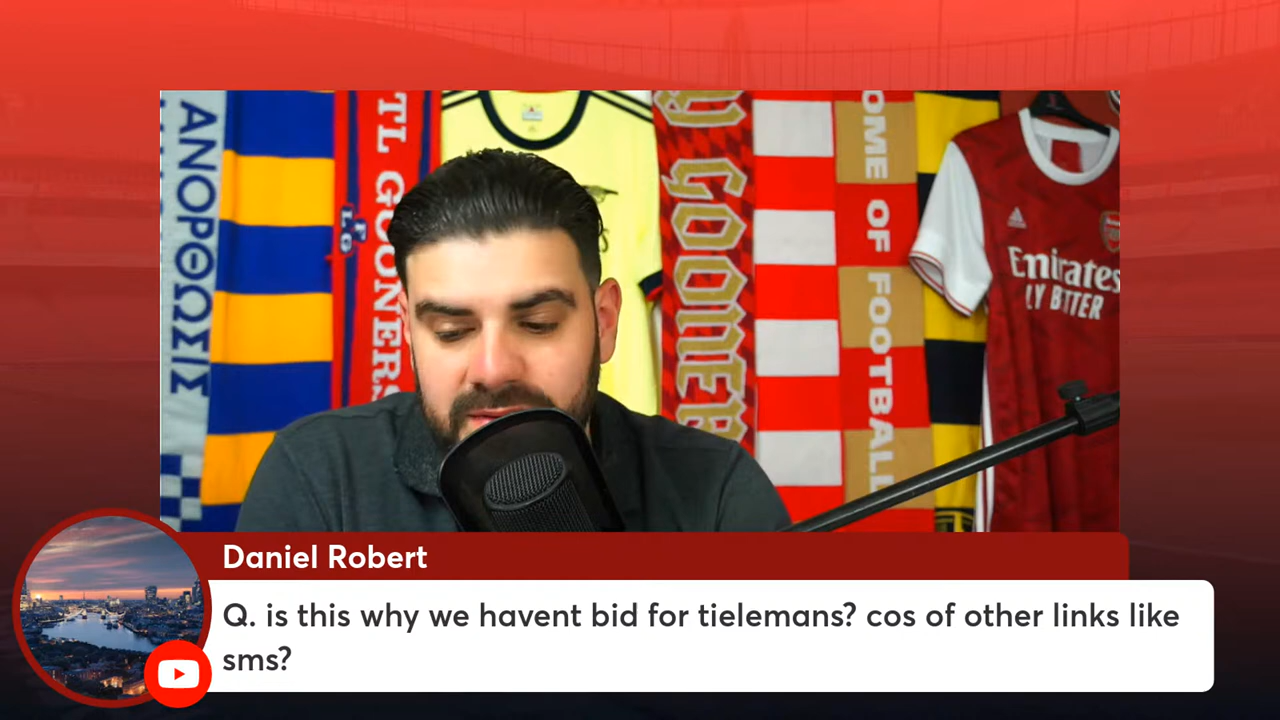 ΑΝΟΡΘΩΣΙΣ
TL GOONERS
GOONER
OME OF FOOTBALL
Emirates
LY BETTER
Daniel Robert
Q. is this why we havent bid for tielemans? cos of other links like
sms?